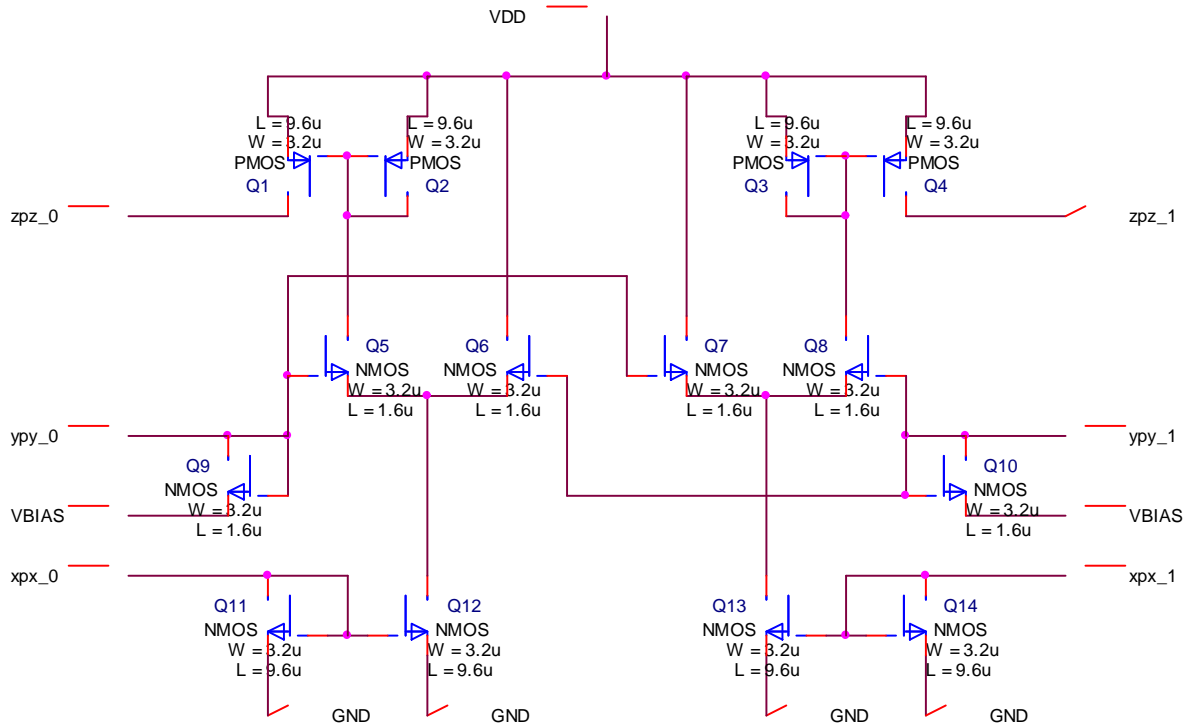 VDD
L = 9.6u
W = 3.2u
PMOS
Q1
L = 9.6u
W = 3.2u
PMOS
Q2
L = 9.6u
W = 3.2u
PMOS
Q3
L = 9.6u
W = 3.2u
PMOS
Q4
zpz_0
zpz_1
Q5
NMOS
W = 3.2u
L = 1.6u
Q6
NMOS
W = 3.2u
L = 1.6u
Q7
NMOS
W = 3.2u
L = 1.6u
Q8
NMOS
W = 3.2u
L = 1.6u
ypy_0
ypy_1
Q9
NMOS
W = 3.2u
L = 1.6u
Q10
NMOS
W = 3.2u
L = 1.6u
VBIAS
VBIAS
xpx_0
xpx_1
Q11
NMOS
W = 3.2u
L = 9.6u
Q12
NMOS
W = 3.2u
L = 9.6u
Q13
NMOS
W = 3.2u
L = 9.6u
Q14
NMOS
W = 3.2u
L = 9.6u
GND
GND
GND
GND